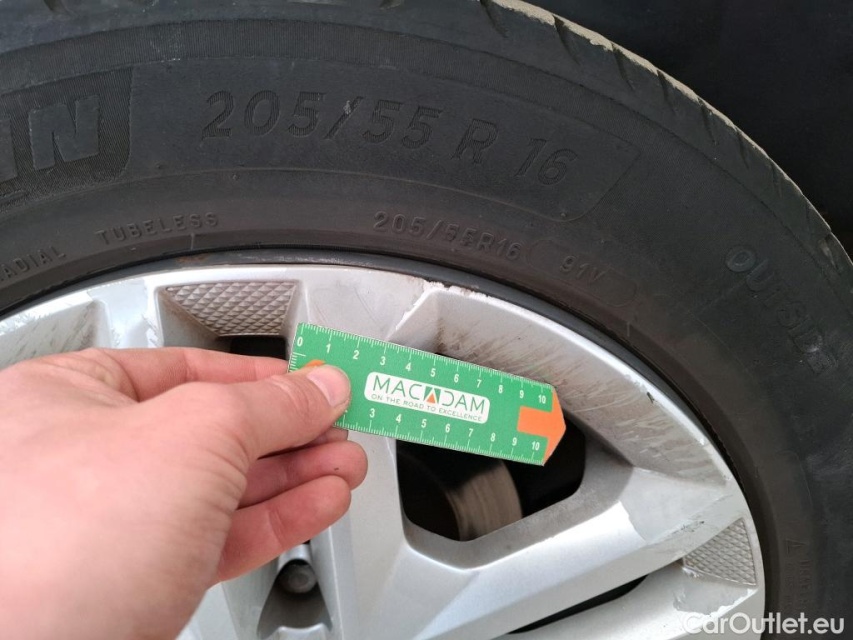 205/55 R 16
IN
RADIAL TUBELESS
205/55R16 91V
OUTSIDE
0 1 2 3 4 5 6 7 8 9 10
MACADAM
ON THE ROAD TO EXCELLENCE
3 4 5 6 7 8 9 10
CarOutlet.eu